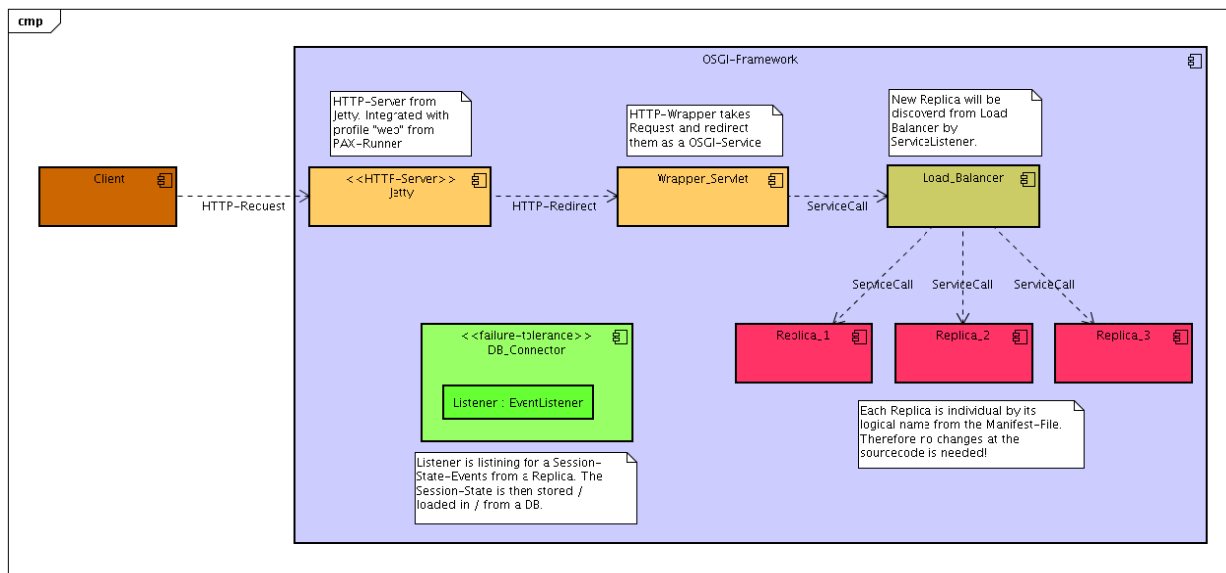 cmp
OSGI-Framework
HTTP-Server from
Jetty. Integrated with
profile "web" from
PAX-Runner
HTTP-Wrapper takes
Request and redirect
them as a OSGI-Service
New Replica will be
discoverd from Load
Balancer by
ServiceListener.
Client
<<HTTP-Server>>
Jetty
Wrapper_Servlet
Load_Balancer
HTTP-Recuest
HTTP-Redirect
ServiceCall
ServiceCall
ServiceCall
ServiceCall
<<failure-tolerance>>
DB_Connector
Listener : EventListener
Replica_1
Replica_2
Replica_3
Each Replica is individual by its
logical name from the Manifest-File.
Therefore no changes at the
sourcecode is needed!
Listener is listining for a Session-
State-Events from a Replica. The
Session-State is then stored /
loaded in / from a DB.